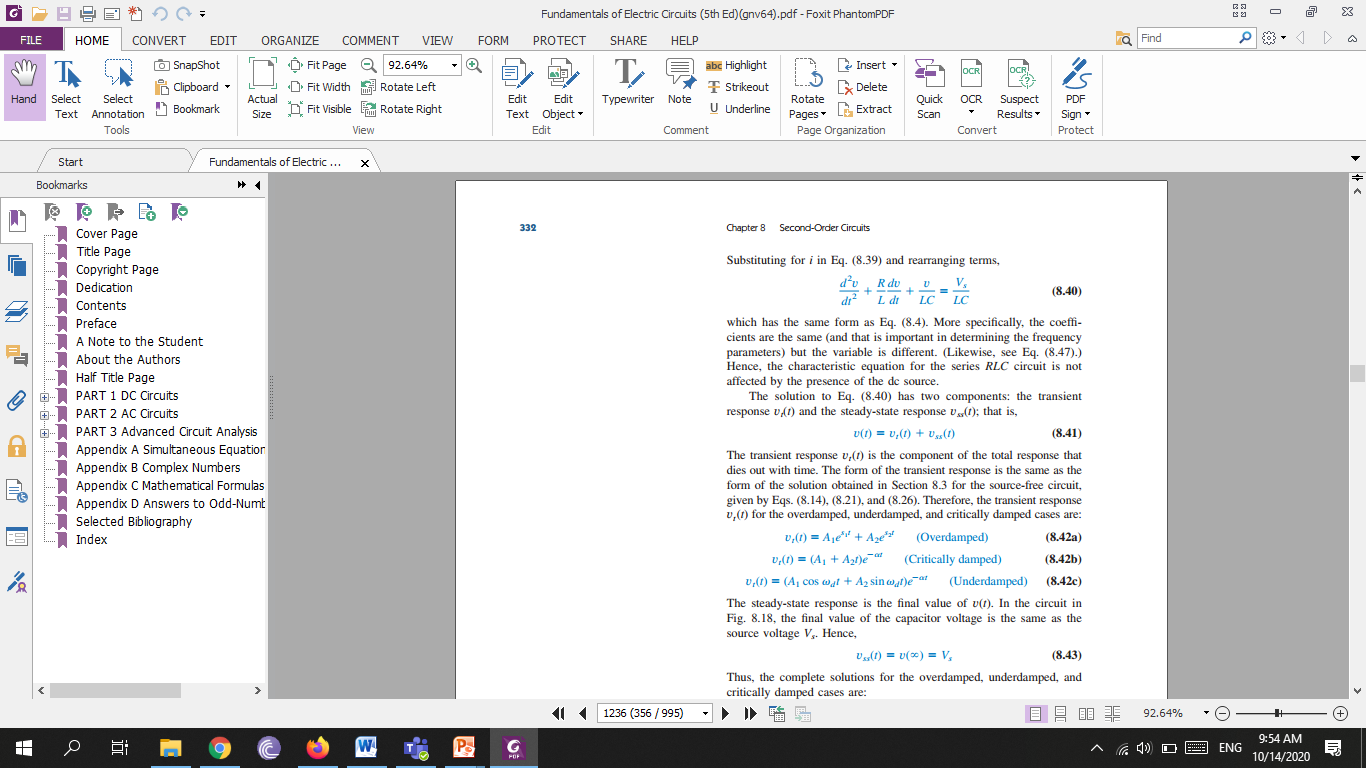 Fundamentals of Electric Circuits (5th Ed)(gnv64).pdf - Foxit PhantomPDF
FILE HOME CONVERT EDIT ORGANIZE COMMENT VIEW FORM PROTECT SHARE HELP Find
Hand
Select Text
Select Annotation
SnapShot
Clipboard
Bookmark
Tools
Actual Size
Fit Page
Fit Width
Fit Visible
92.64%
Rotate Left
Rotate Right
View
Edit Text
Edit Object
Edit
Typewriter
Note
abc Highlight
Strikeout
U Underline
Comment
Rotate Pages
Insert
Delete
Extract
Page Organization
Quick Scan
OCR
OCR
OCR
Suspect Results
Convert
PDF Sign
Protect
Start
Fundamentals of Electric ...
Bookmarks
Cover Page
Title Page
Copyright Page
Dedication
Contents
Preface
A Note to the Student
About the Authors
Half Title Page
PART 1 DC Circuits
PART 2 AC Circuits
PART 3 Advanced Circuit Analysis
Appendix A Simultaneous Equation
Appendix B Complex Numbers
Appendix C Mathematical Formulas
Appendix D Answers to Odd-Numb
Selected Bibliography
Index
332 Chapter 8 Second-Order Circuits
Substituting for i in Eq. (8.39) and rearranging terms,
d²v/dt² + R/L dv/dt + v/LC = Vs/LC (8.40)
which has the same form as Eq. (8.4). More specifically, the coeffi-
cients are the same (and that is important in determining the frequency
parameters) but the variable is different. (Likewise, see Eq. (8.47).)
Hence, the characteristic equation for the series RLC circuit is not
affected by the presence of the dc source.
The solution to Eq. (8.40) has two components: the transient
response vt(t) and the steady-state response vss(t); that is,
v(t) = vt(t) + vss(t) (8.41)
The transient response vt(t) is the component of the total response that
dies out with time. The form of the transient response is the same as the
form of the solution obtained in Section 8.3 for the source-free circuit,
given by Eqs. (8.14), (8.21), and (8.26). Therefore, the transient response
vt(t) for the overdamped, underdamped, and critically damped cases are:
vt(t) = A₁e^s₁t + A₂e^s₂t (Overdamped) (8.42a)
vt(t) = (A₁ + A₂t)e^−αt (Critically damped) (8.42b)
vt(t) = (A₁ cos ωdt + A₂ sin ωdt)e^−αt (Underdamped) (8.42c)
The steady-state response is the final value of v(t). In the circuit in
Fig. 8.18, the final value of the capacitor voltage is the same as the
source voltage Vs. Hence,
vss(t) = v(∞) = Vs (8.43)
Thus, the complete solutions for the overdamped, underdamped, and
critically damped cases are:
1236 (356 / 995)
92.64%
ENG
9:54 AM
10/14/2020